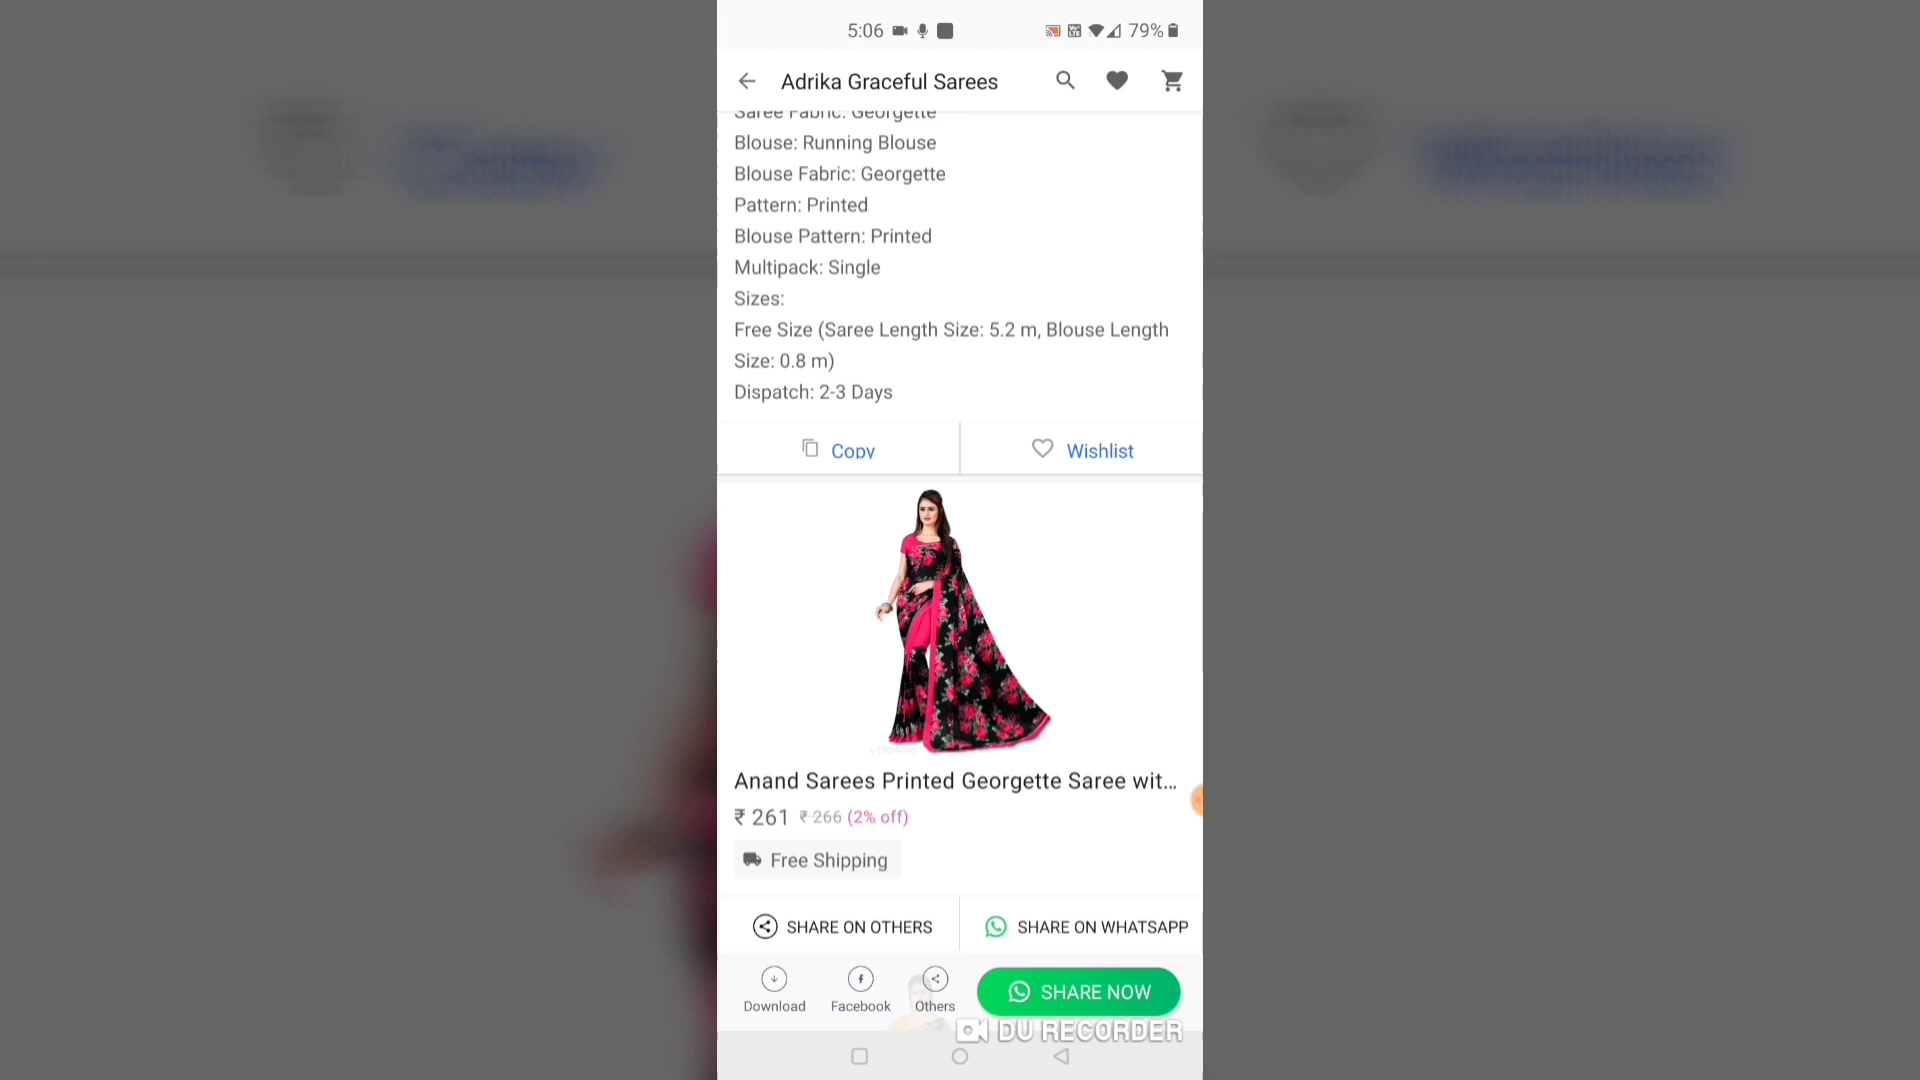 5:06
79%
Adrika Graceful Sarees
Saree Fabric: Georgette
Blouse: Running Blouse
Blouse Fabric: Georgette
Pattern: Printed
Blouse Pattern: Printed
Multipack: Single
Sizes:
Free Size (Saree Length Size: 5.2 m, Blouse Length
Size: 0.8 m)
Dispatch: 2-3 Days
Copy
Wishlist
Anand Sarees Printed Georgette Saree wit...
₹ 261 ₹ 266 (2% off)
Free Shipping
SHARE ON OTHERS
SHARE ON WHATSAPP
Download
Facebook
Others
SHARE NOW
DU RECORDER